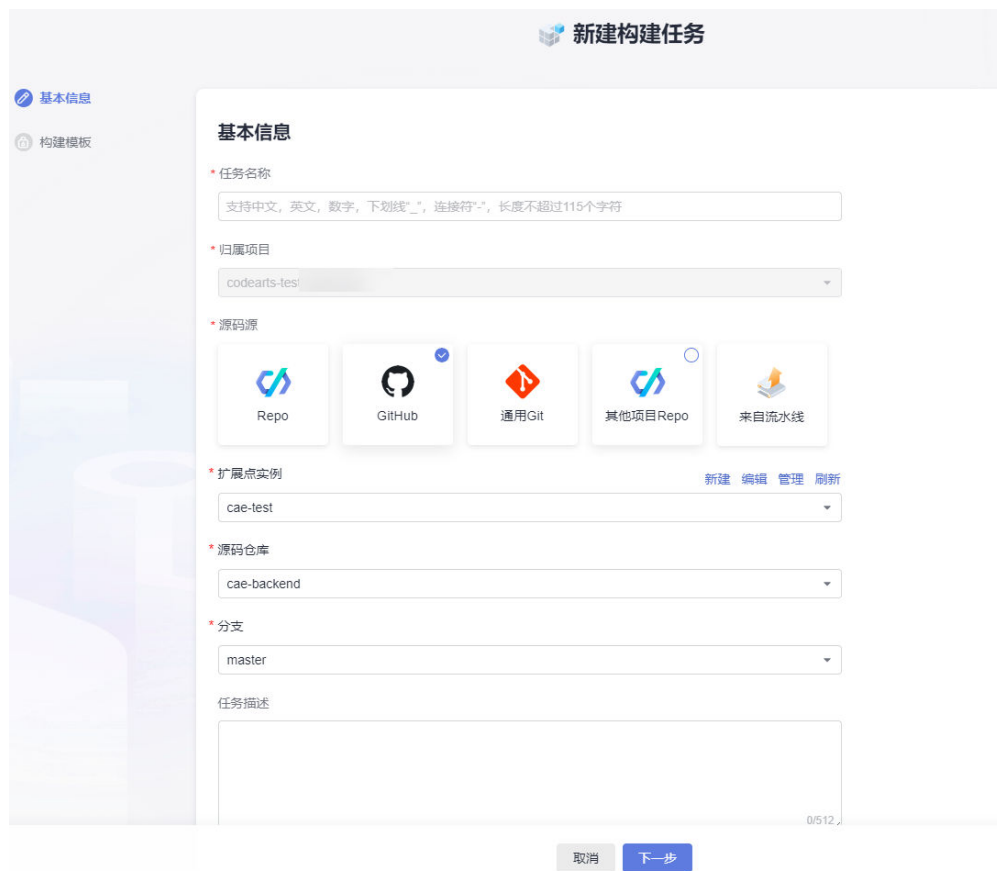 新建构建任务
基本信息
构建模板
基本信息
* 任务名称
支持中文，英文，数字，下划线"_"，连接符"-"，长度不超过115个字符
* 归属项目
codearts-test
* 源码源
Repo GitHub 通用Git 其他项目Repo 来自流水线
* 扩展点实例 新建 编辑 管理 刷新
cae-test
* 源码仓库
cae-backend
* 分支
master
任务描述
0/512
取消 下一步